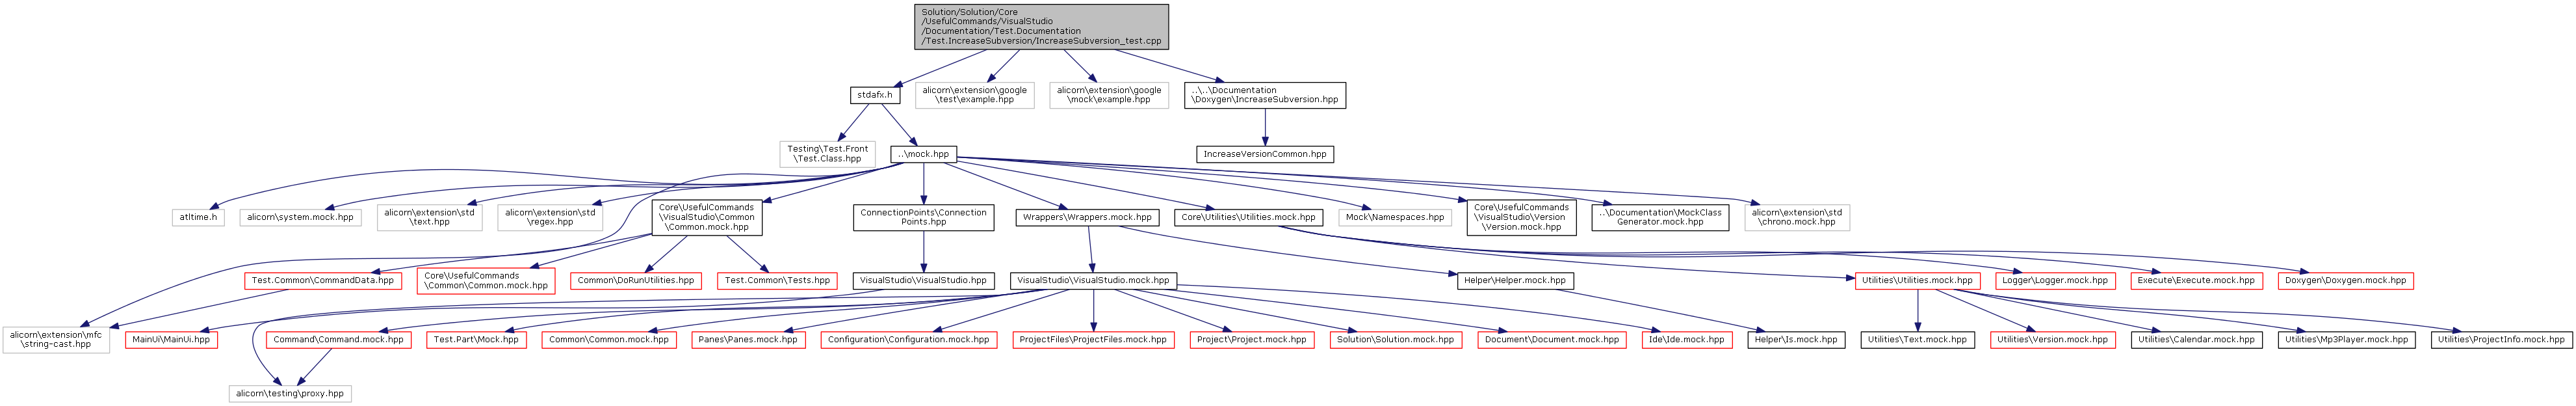 Solution/Solution/Core
/UsefulCommands/VisualStudio
/Documentation/Test.Documentation
/Test.IncreaseSubversion/IncreaseSubversion_test.cpp
stdafx.h
alicorn\extension\google
\test\example.hpp
alicorn\extension\google
\mock\example.hpp
..\..\Documentation
\Doxygen\IncreaseSubversion.hpp
Testing\Test.Front
\Test.Class.hpp
..\mock.hpp
IncreaseVersionCommon.hpp
atltime.h
alicorn\system.mock.hpp
alicorn\extension\std
\text.hpp
alicorn\extension\std
\regex.hpp
Core\UsefulCommands
\VisualStudio\Common
\Common.mock.hpp
ConnectionPoints\Connection
Points.hpp
Wrappers\Wrappers.mock.hpp
Core\Utilities\Utilities.mock.hpp
Mock\Namespaces.hpp
Core\UsefulCommands
\VisualStudio\Version
\Version.mock.hpp
..\Documentation\MockClass
Generator.mock.hpp
alicorn\extension\std
\chrono.mock.hpp
Test.Common\CommandData.hpp
Core\UsefulCommands
\Common\Common.mock.hpp
Common\DoRunUtilities.hpp
Test.Common\Tests.hpp
VisualStudio\VisualStudio.hpp
VisualStudio\VisualStudio.mock.hpp
Helper\Helper.mock.hpp
Utilities\Utilities.mock.hpp
Logger\Logger.mock.hpp
Execute\Execute.mock.hpp
Doxygen\Doxygen.mock.hpp
alicorn\extension\mfc
\string-cast.hpp
MainUi\MainUi.hpp
Command\Command.mock.hpp
Test.Part\Mock.hpp
Common\Common.mock.hpp
Panes\Panes.mock.hpp
Configuration\Configuration.mock.hpp
ProjectFiles\ProjectFiles.mock.hpp
Project\Project.mock.hpp
Solution\Solution.mock.hpp
Document\Document.mock.hpp
Ide\Ide.mock.hpp
Helper\Is.mock.hpp
Utilities\Text.mock.hpp
Utilities\Version.mock.hpp
Utilities\Calendar.mock.hpp
Utilities\Mp3Player.mock.hpp
Utilities\ProjectInfo.mock.hpp
alicorn\testing\proxy.hpp